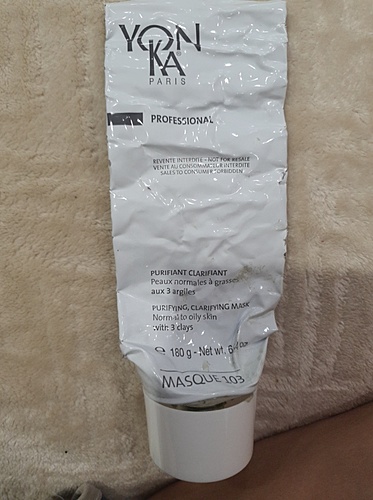 YON
KA
PARIS
PROFESSIONAL
REVENTE INTERDITE - NOT FOR RESALE
VENTE AU CONSOMMATEUR INTERDITE
SALES TO CONSUMER FORBIDDEN
PURIFIANT CLARIFIANT
Peaux normales à grasses
aux 3 argiles
PURIFYING, CLARIFYING MASK
Normal to oily skin
with 3 clays
℮ 180 g - Net wt.
MASQUE 103